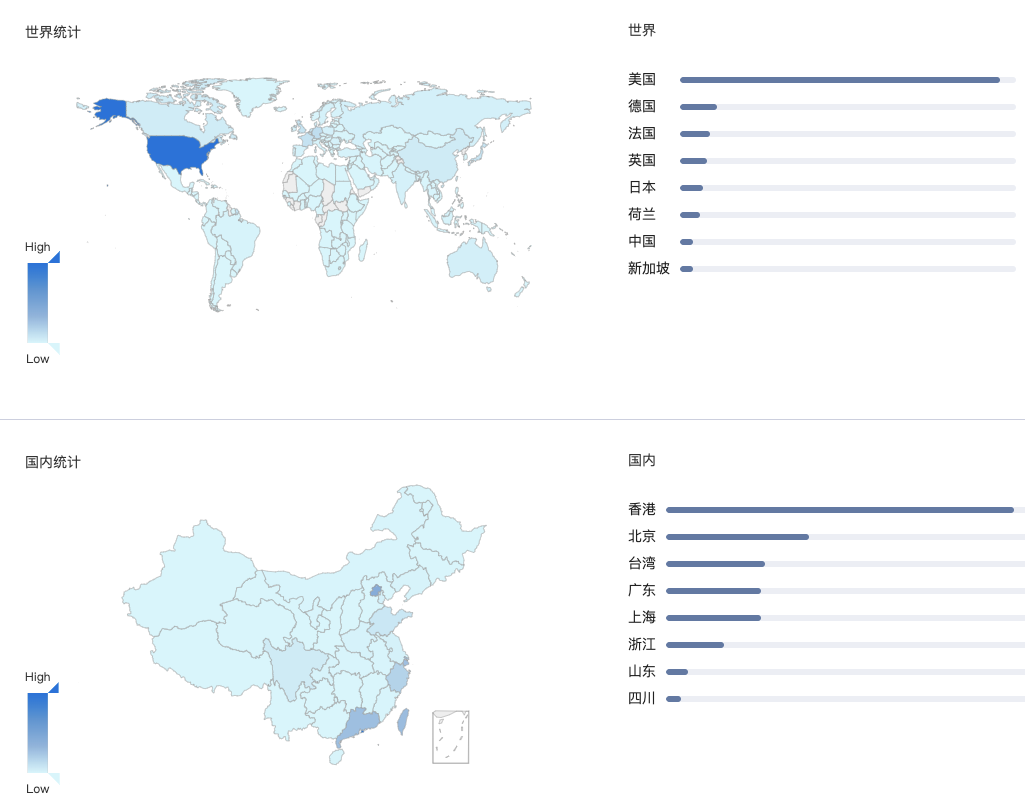 世界统计
High
Low
世界
美国
德国
法国
英国
日本
荷兰
中国
新加坡
国内统计
High
Low
国内
香港
北京
台湾
广东
上海
浙江
山东
四川